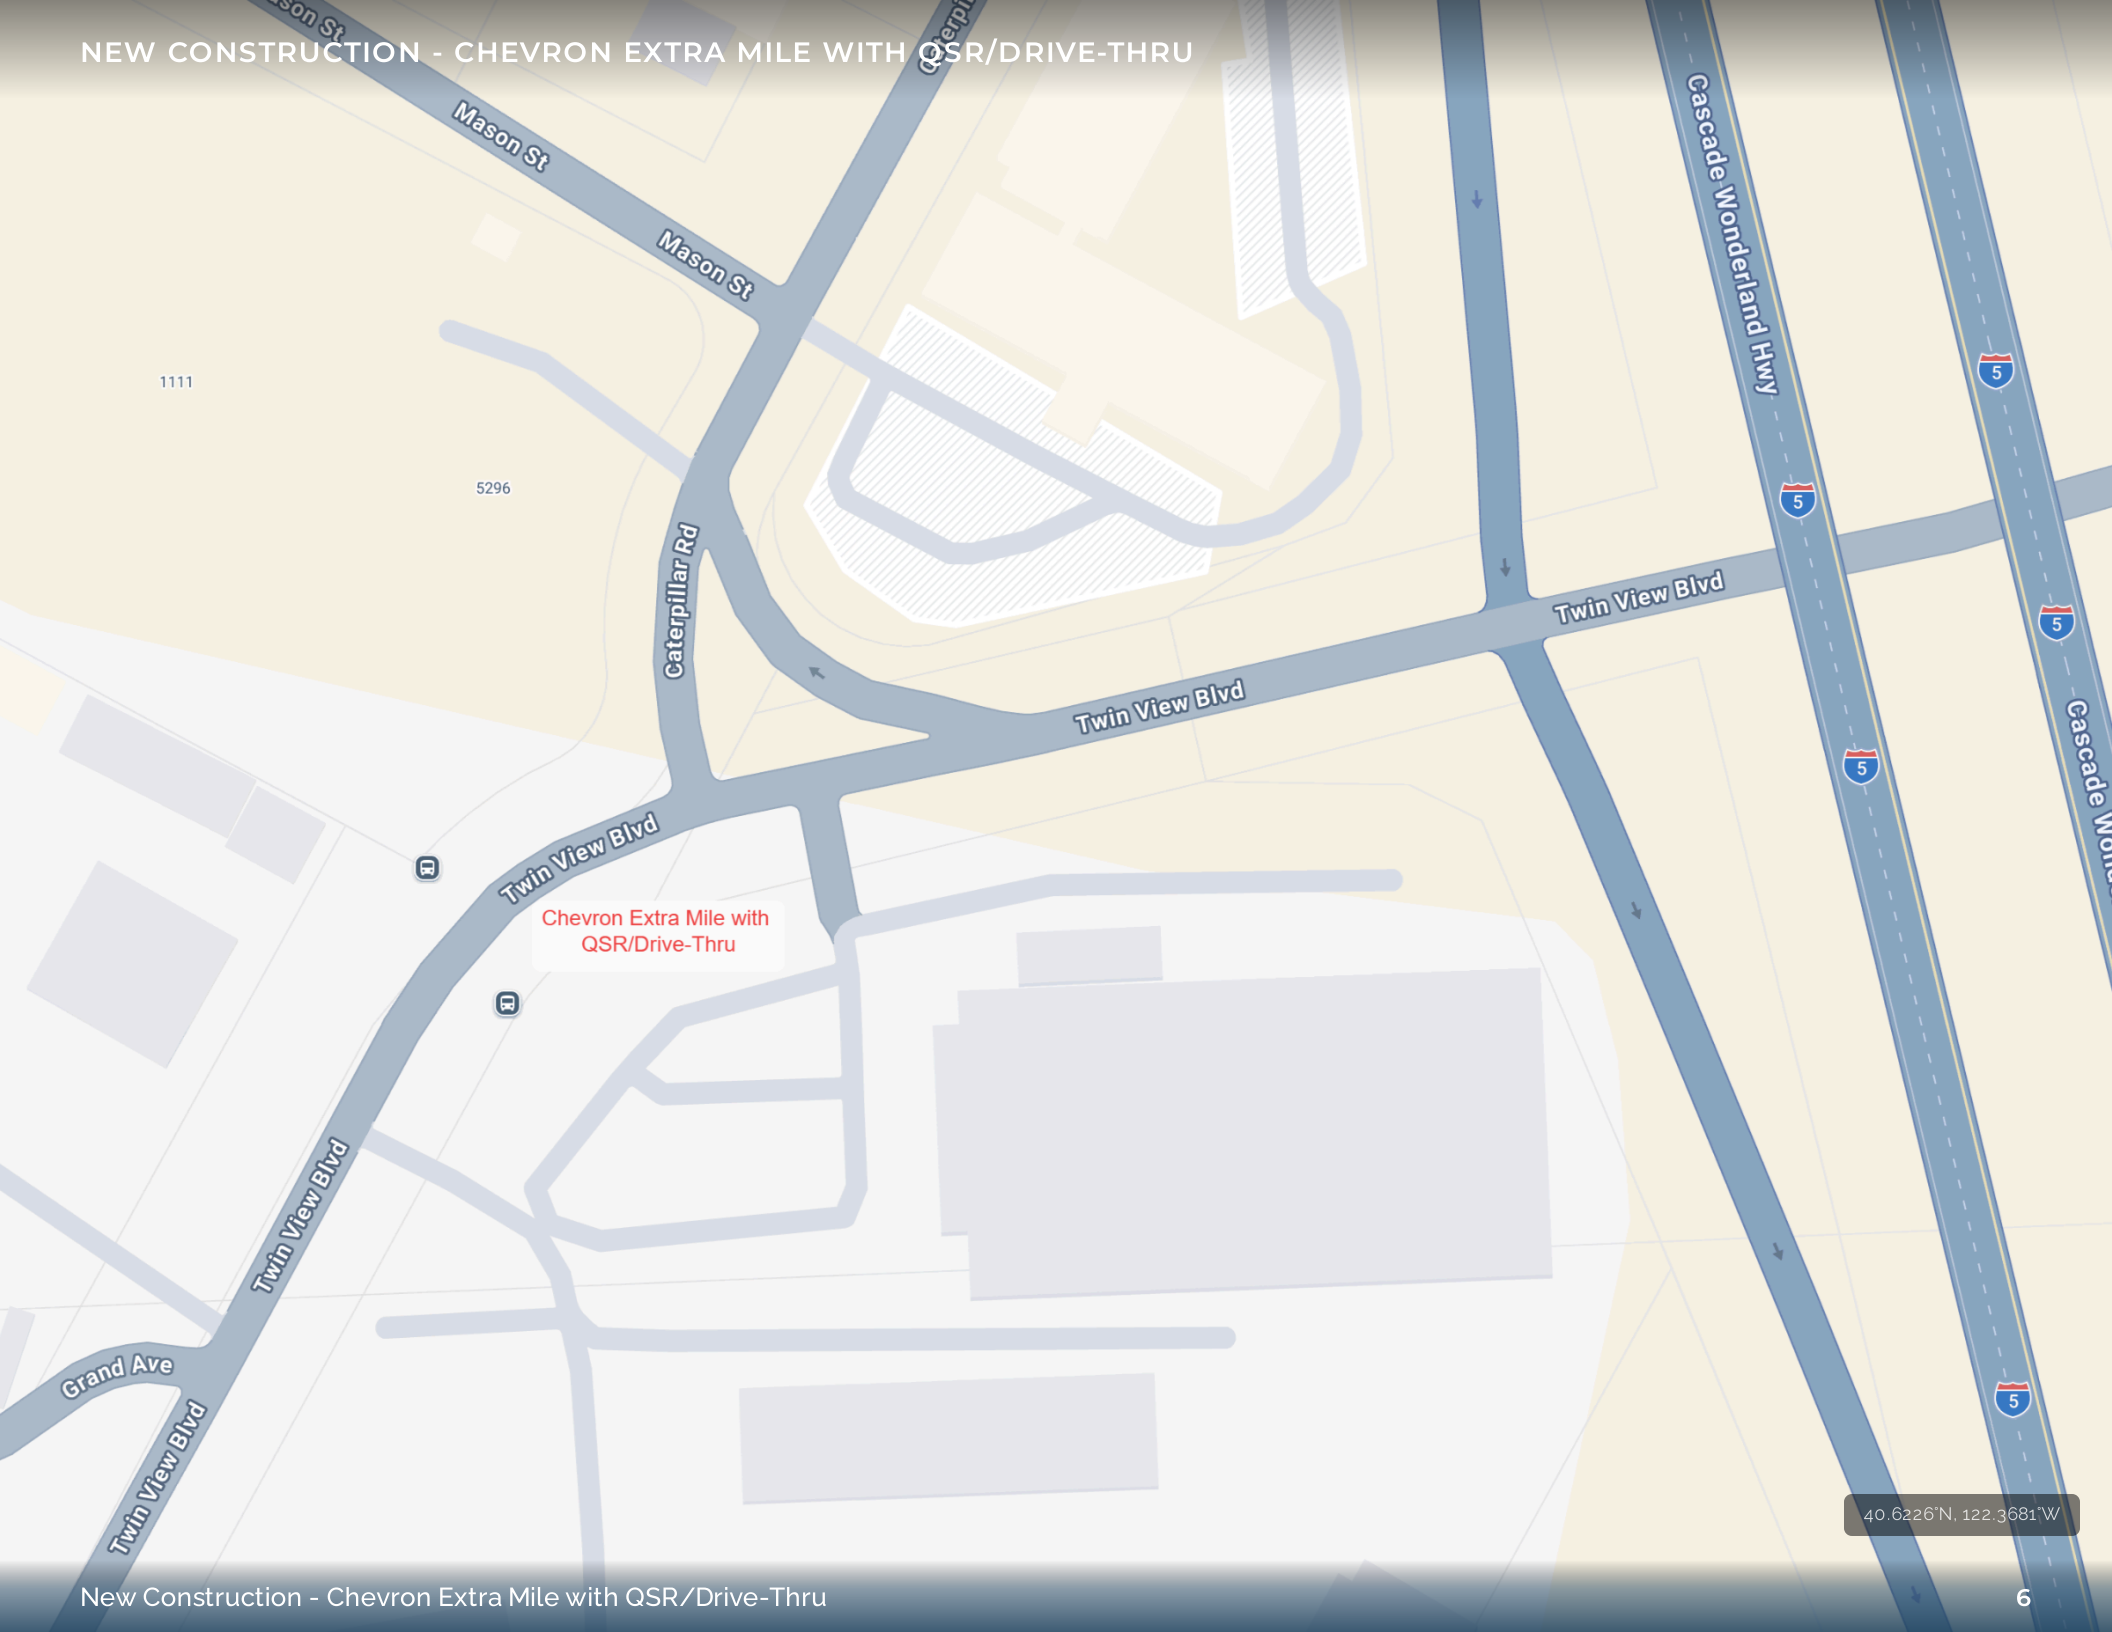 NEW CONSTRUCTION - CHEVRON EXTRA MILE WITH QSR/DRIVE-THRU
Mason St
Mason St
Cascade Wonderland Hwy
5
1111
5296
5
Caterpillar Rd
Twin View Blvd
5
Twin View Blvd
5
Twin View Blvd
Chevron Extra Mile with
QSR/Drive-Thru
Twin View Blvd
Grand Ave
5
Twin View Blvd
40.6226°N, 122.3681°W
New Construction - Chevron Extra Mile with QSR/Drive-Thru
6